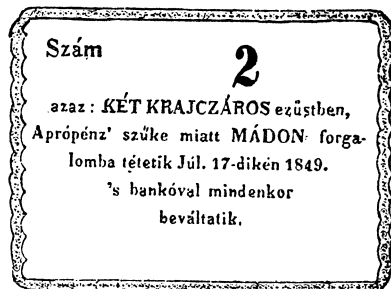 Szám
2
azaz: KÉT KRAJCZÁROS ezüstben,
Aprópénz' szűke miatt MÁDON forga-
lomba tétetik Júl. 17-dikén 1849.
's bankóval mindenkor
beváltatik.